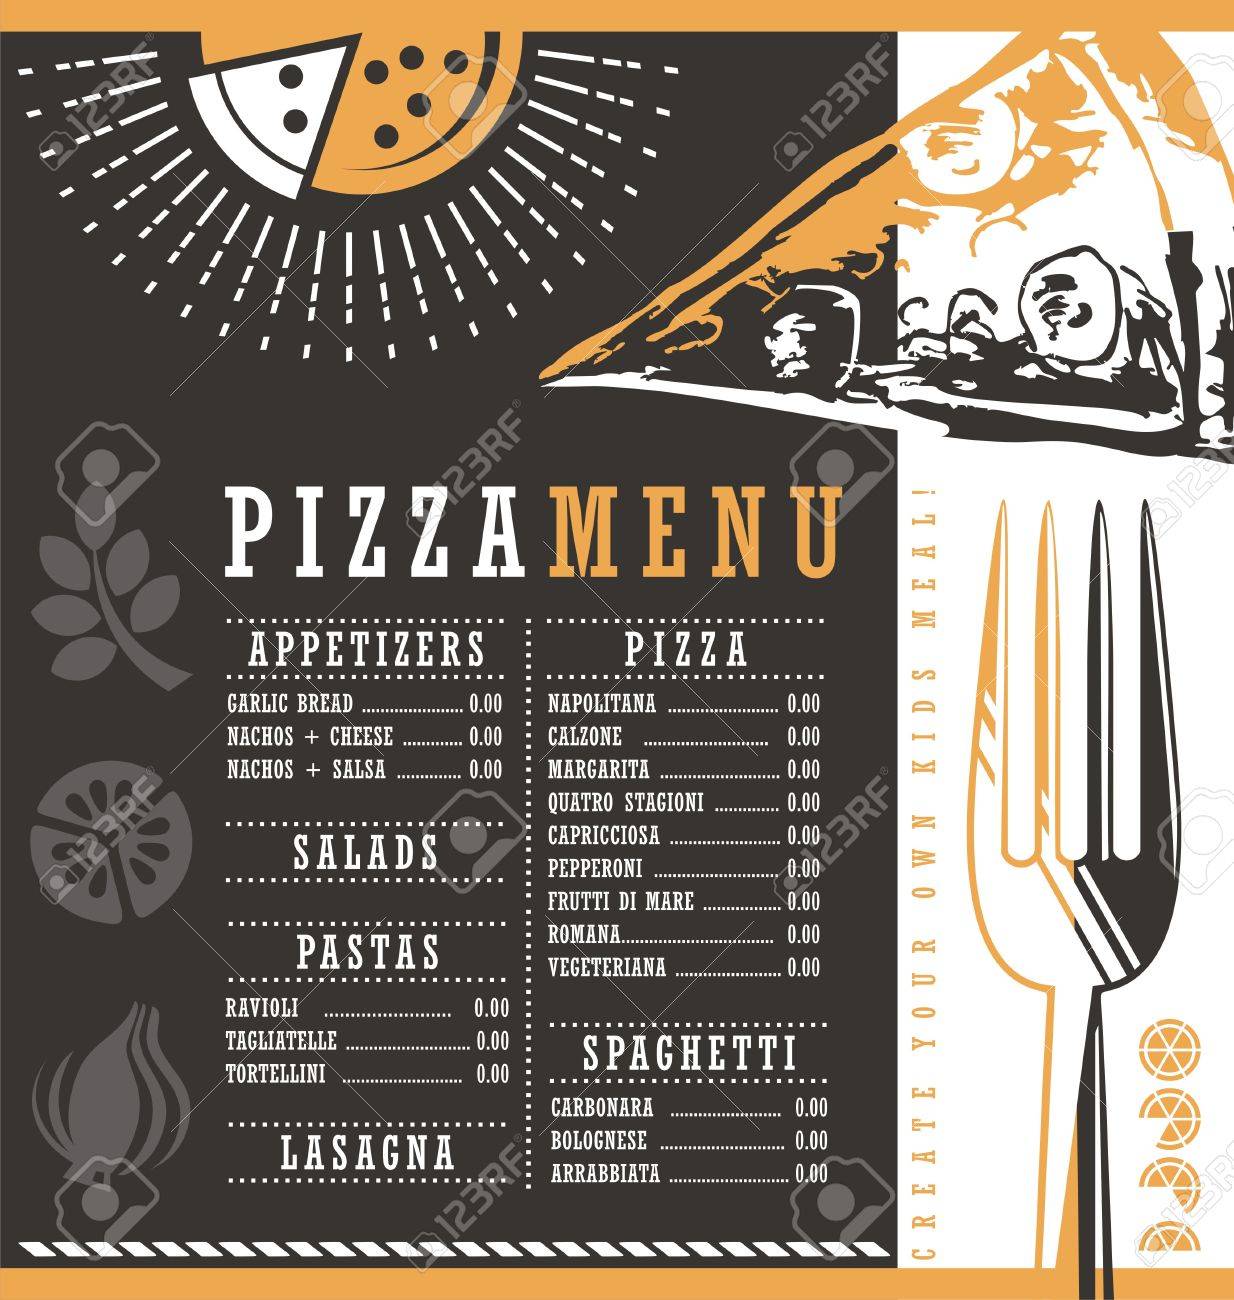 PIZZA MENU
APPETIZERS
GARLIC BREAD ...................... 0.00
NACHOS + CHEESE ............. 0.00
NACHOS + SALSA .............. 0.00
SALADS
PASTAS
RAVIOLI ............................ 0.00
TAGLIATELLE ........................... 0.00
TORTELLINI .......................... 0.00
LASAGNA
PIZZA
NAPOLITANA ........................ 0.00
CALZONE ........................... 0.00
MARGARITA .......................... 0.00
QUATRO STAGIONI .............. 0.00
CAPRICCIOSA ........................ 0.00
PEPPERONI ........................... 0.00
FRUTTI DI MARE ................. 0.00
ROMANA................................. 0.00
VEGETERIANA ....................... 0.00
SPAGHETTI
CARBONARA ........................ 0.00
BOLOGNESE .......................... 0.00
ARRABBIATA .......................... 0.00
CREATE YOUR OWN KIDS MEAL!
123RF